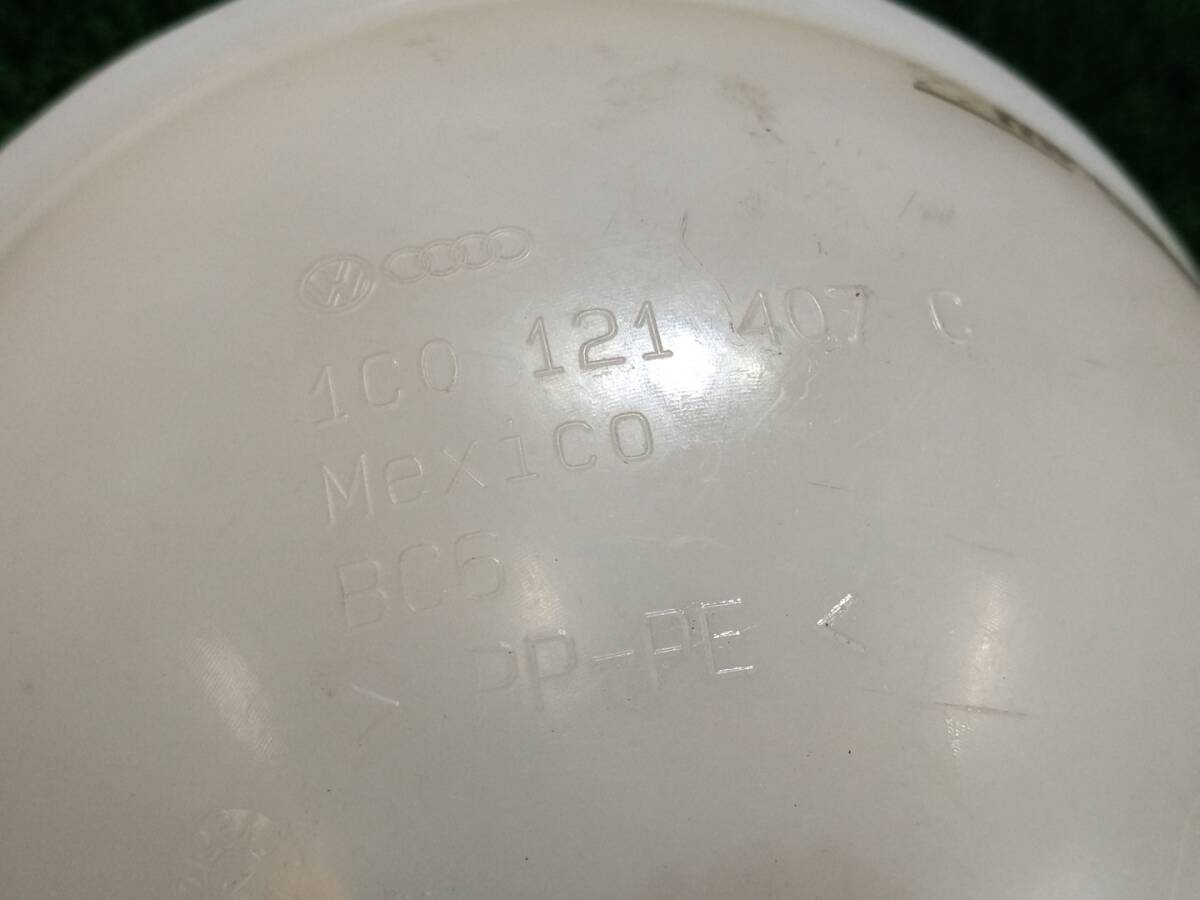 1C0 121 407 C
Mexico
BC6
> PP-PE <